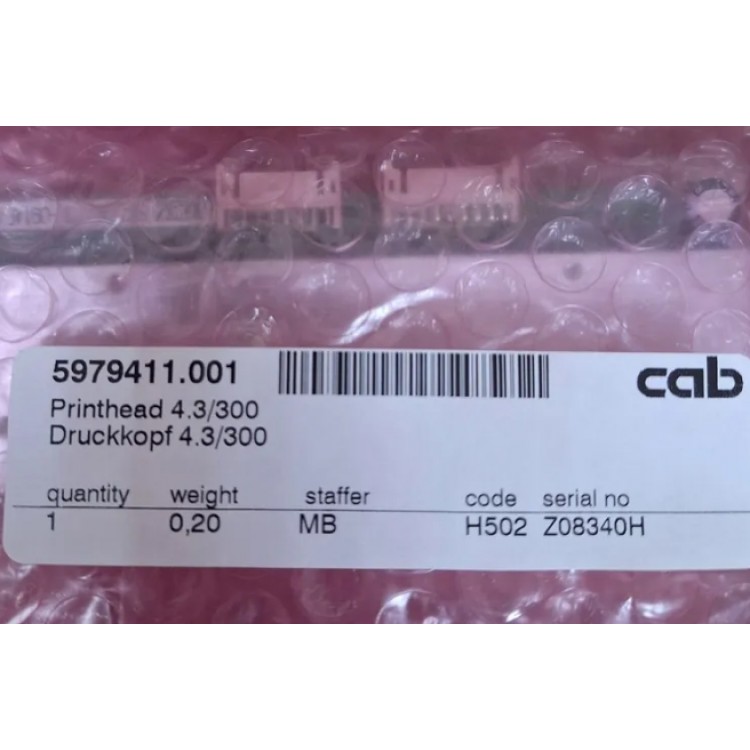 5979411.001
cab
Printhead 4.3/300
Druckkopf 4.3/300
quantity weight staffer code serial no
1 0,20 MB H502 Z08340H